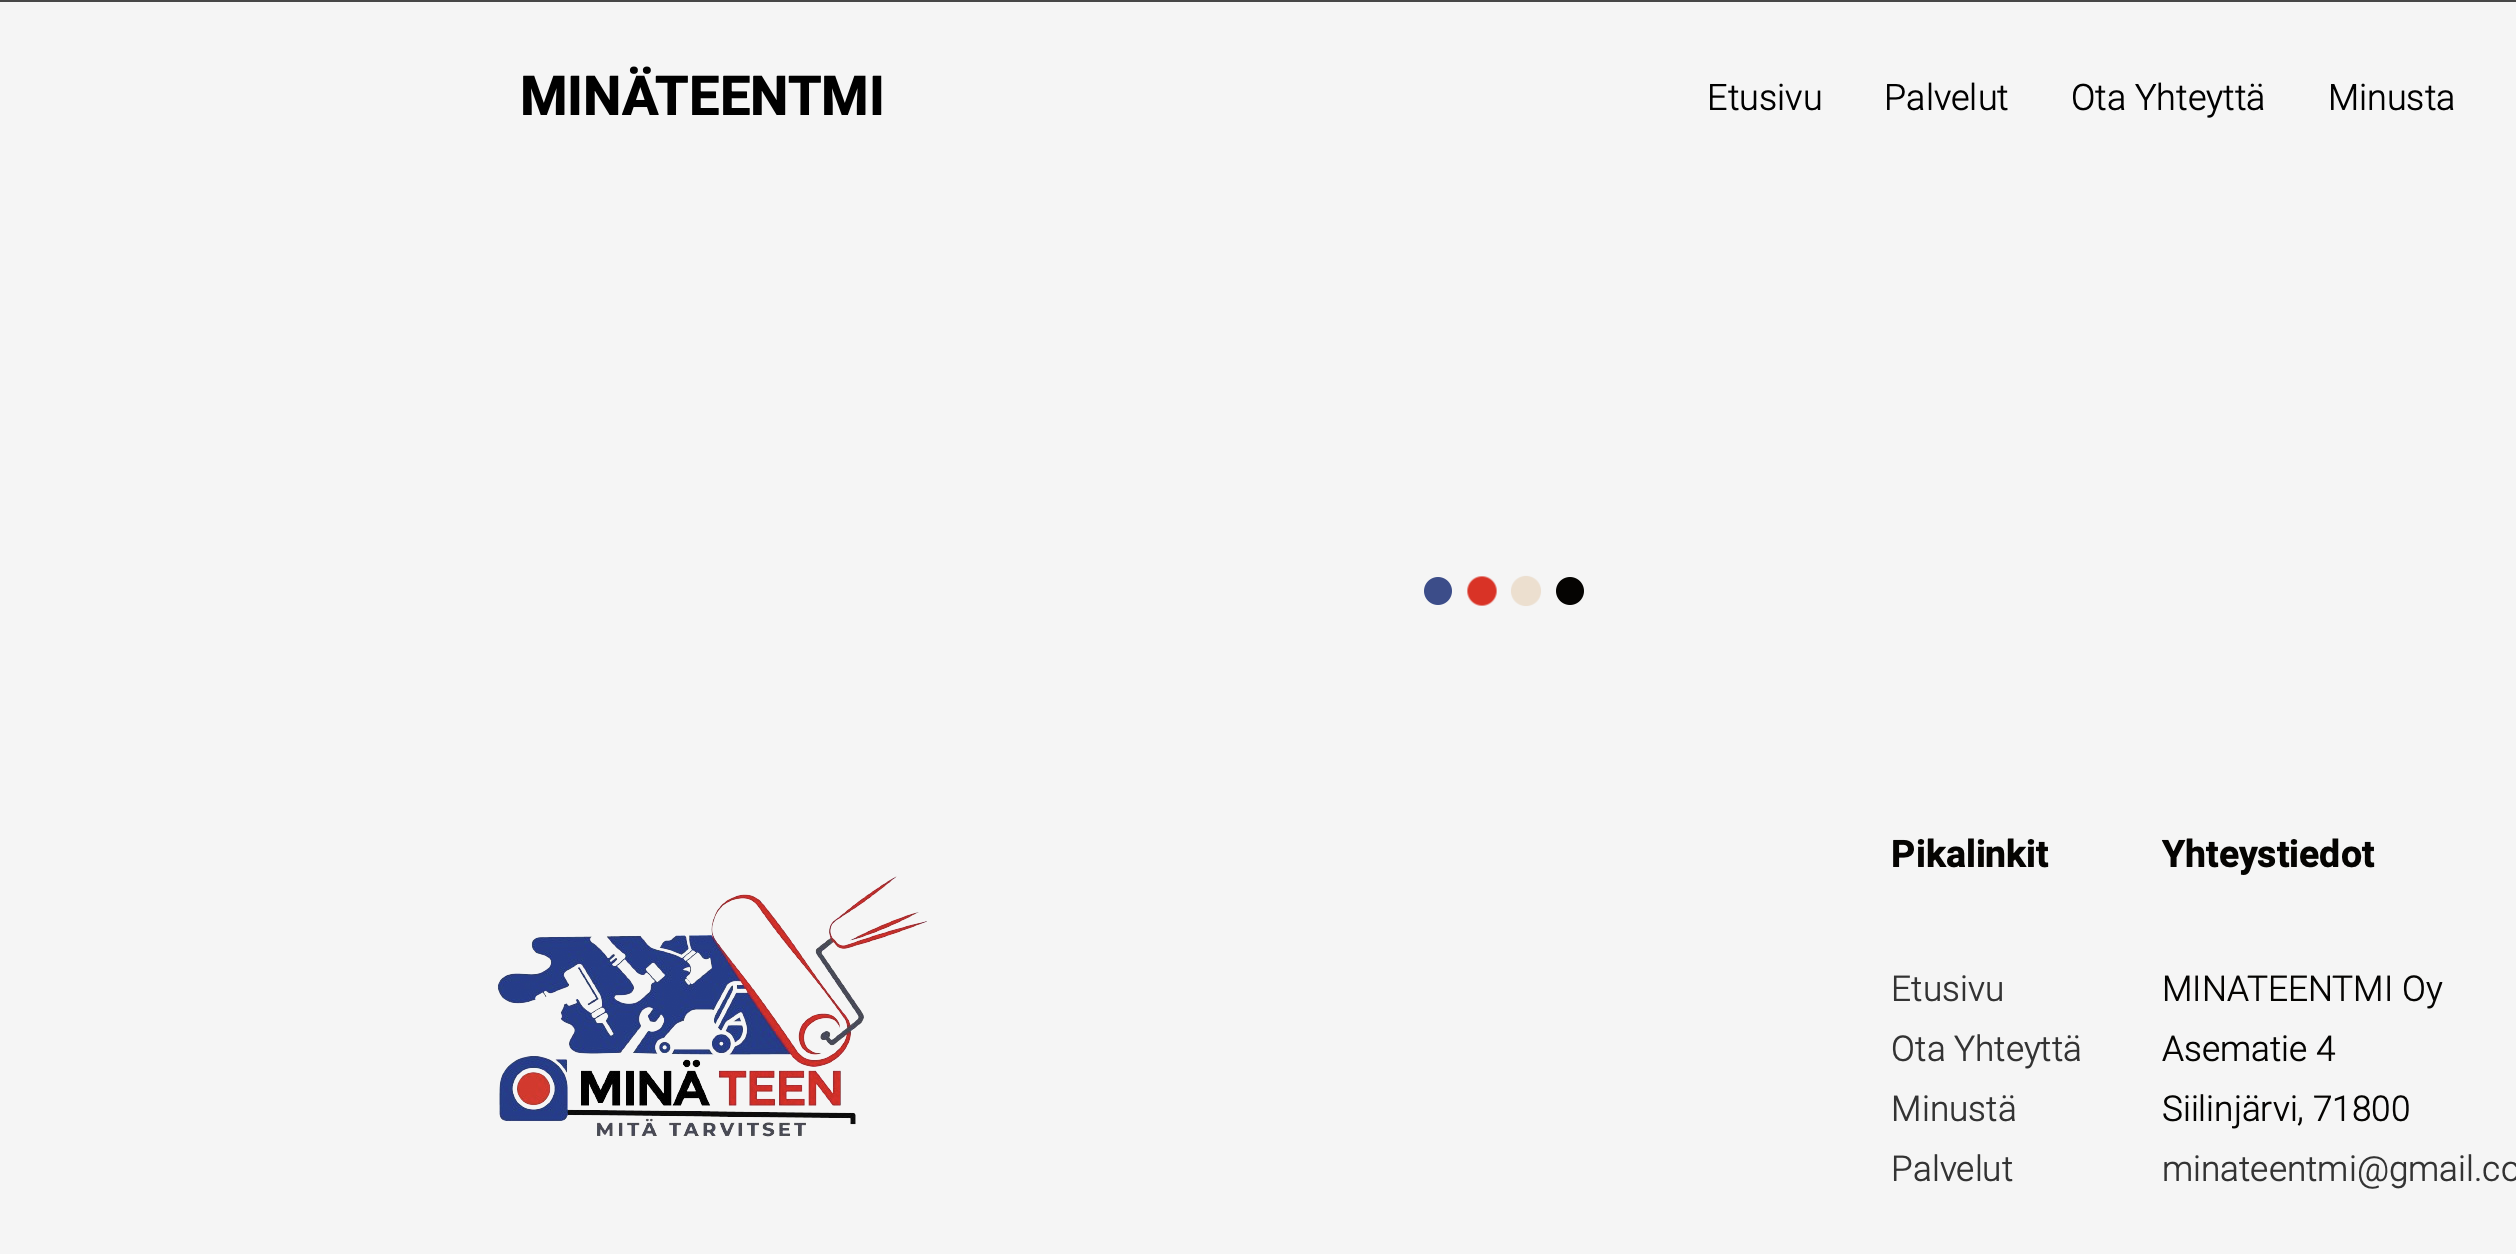 MINÄTEENTMI
Etusivu
Palvelut
Ota Yhteyttä
Minusta
MINÄ TEEN
MITÄ TARVITSET
Pikalinkit
Etusivu
Ota Yhteyttä
Minustä
Palvelut
Yhteystiedot
MINATEENTMI Oy
Asematie 4
Siilinjärvi, 71800
minateentmi@gmail.co